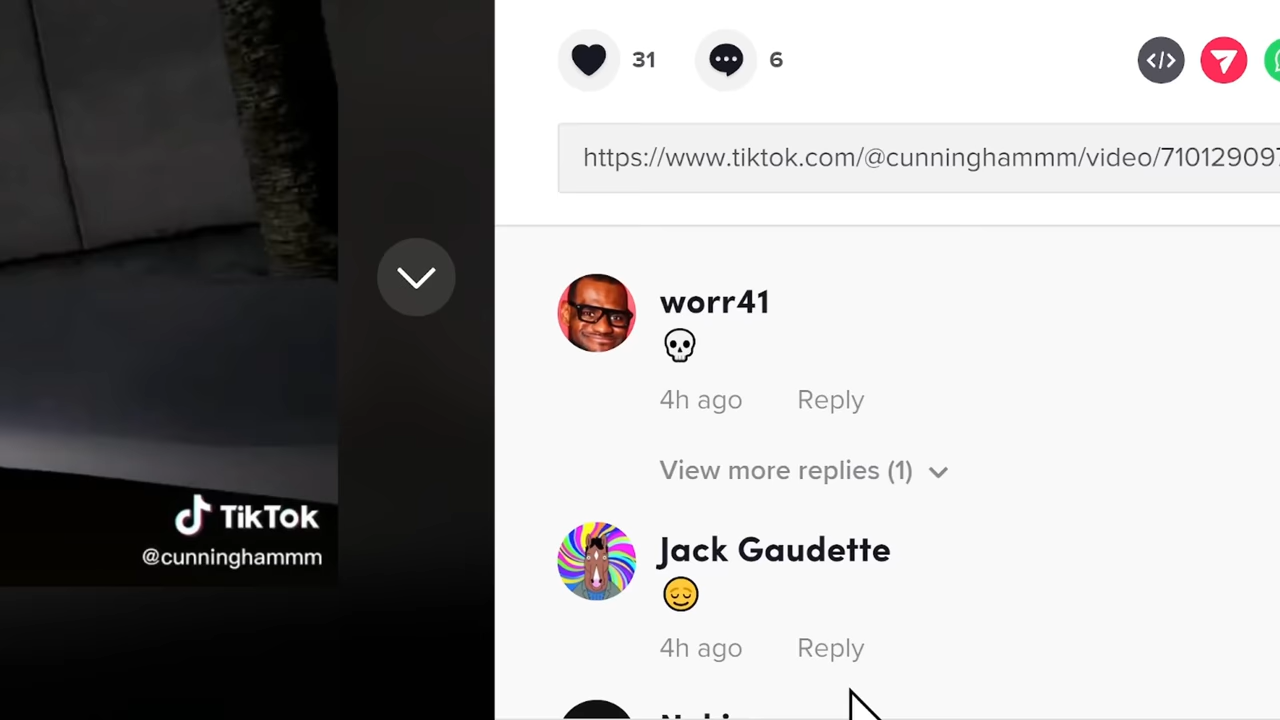 31
6
https://www.tiktok.com/@cunninghammm/video/710129097
worr41
4h ago
Reply
View more replies (1)
Jack Gaudette
4h ago
Reply
TikTok
@cunninghammm